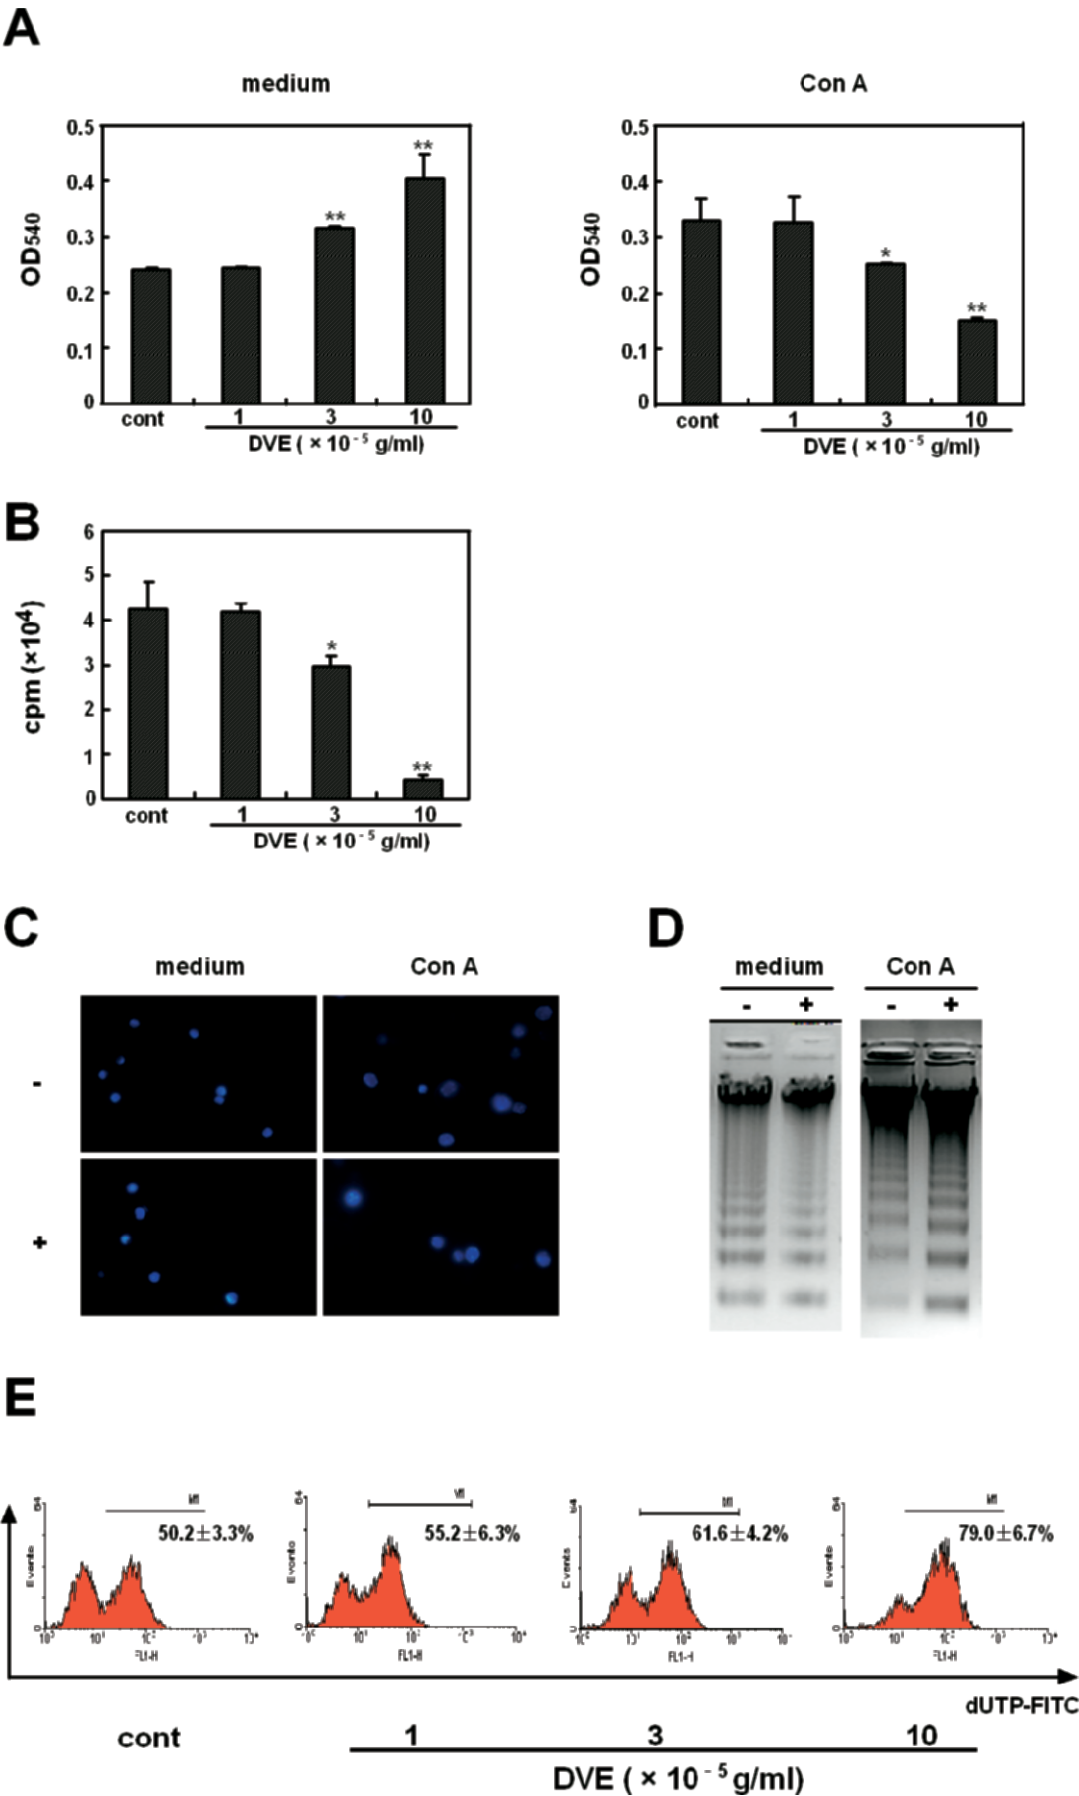 A
medium
Con A
0.5
0.4
0.3
0.2
0.1
0
OD540
** **
cont 1 3 10
DVE ( × 10⁻⁵ g/ml)
0.5
0.4
0.3
0.2
0.1
0
OD540
* **
cont 1 3 10
DVE ( × 10⁻⁵ g/ml)
B
6
5
4
3
2
1
0
cpm (×10⁴)
* **
cont 1 3 10
DVE ( × 10⁻⁵ g/ml)
C
medium Con A
-
+
D
medium Con A
- + - +
E
50.2±3.3% 55.2±6.3% 61.6±4.2% 79.0±6.7%
Events Events
FL1-H
dUTP-FITC
cont 1 3 10
DVE ( × 10⁻⁵ g/ml)